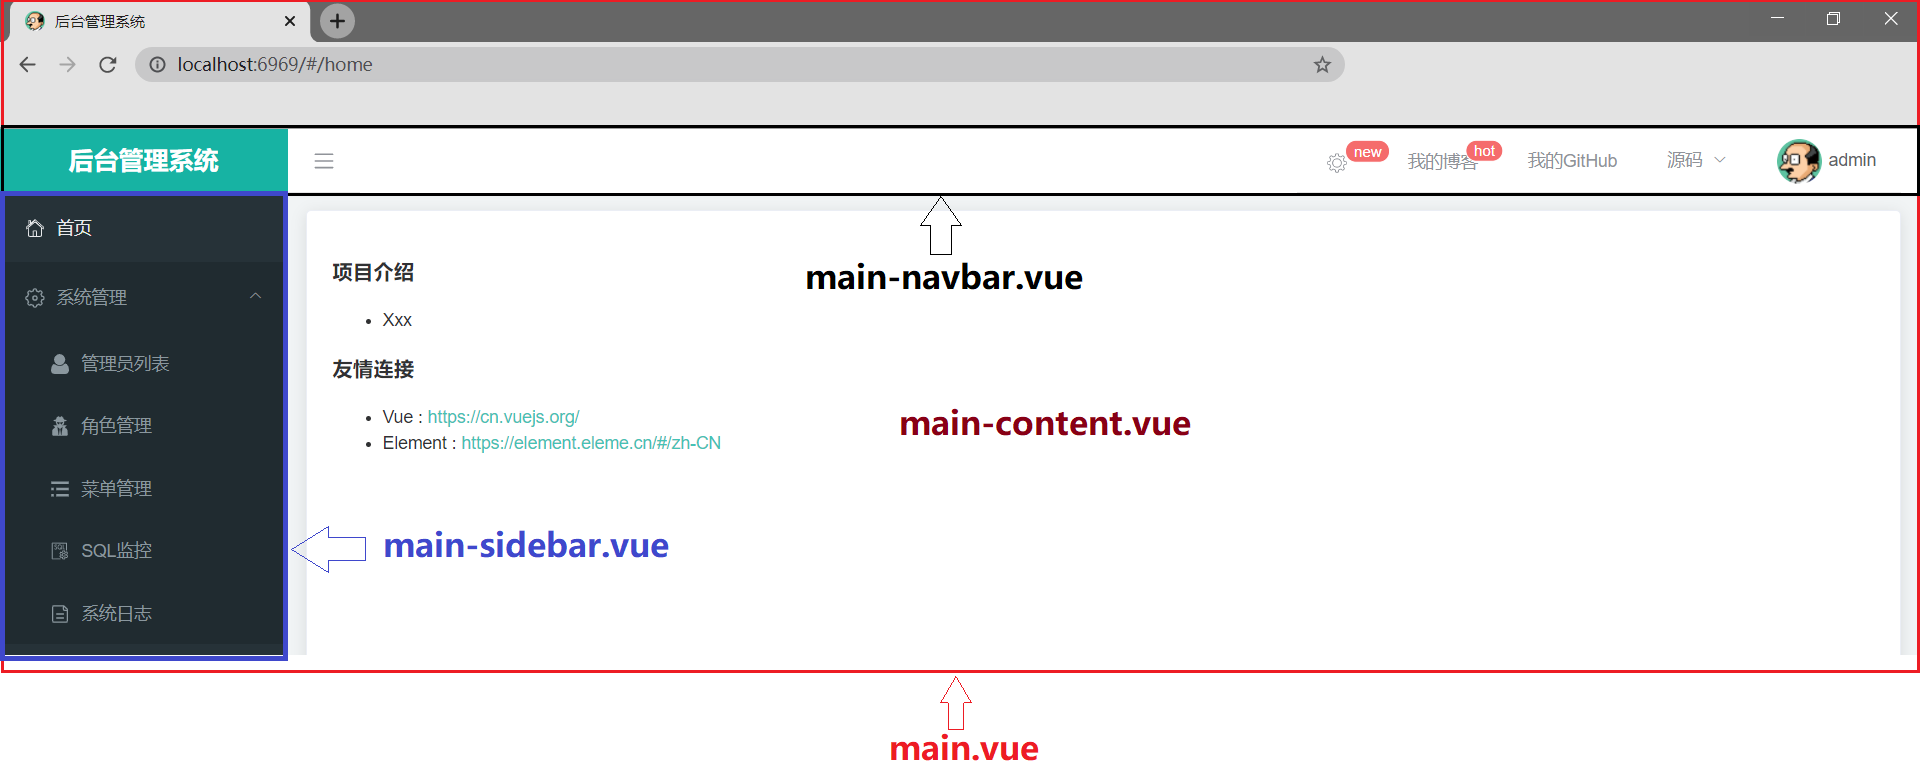 后台管理系统
localhost:6969/#/home
后台管理系统
new
我的博客
hot
我的GitHub
源码
admin
首页
系统管理
管理员列表
角色管理
菜单管理
SQL监控
系统日志
main-navbar.vue
项目介绍
• Xxx
友情连接
• Vue : https://cn.vuejs.org/
• Element : https://element.eleme.cn/#/zh-CN
main-content.vue
main-sidebar.vue
main.vue